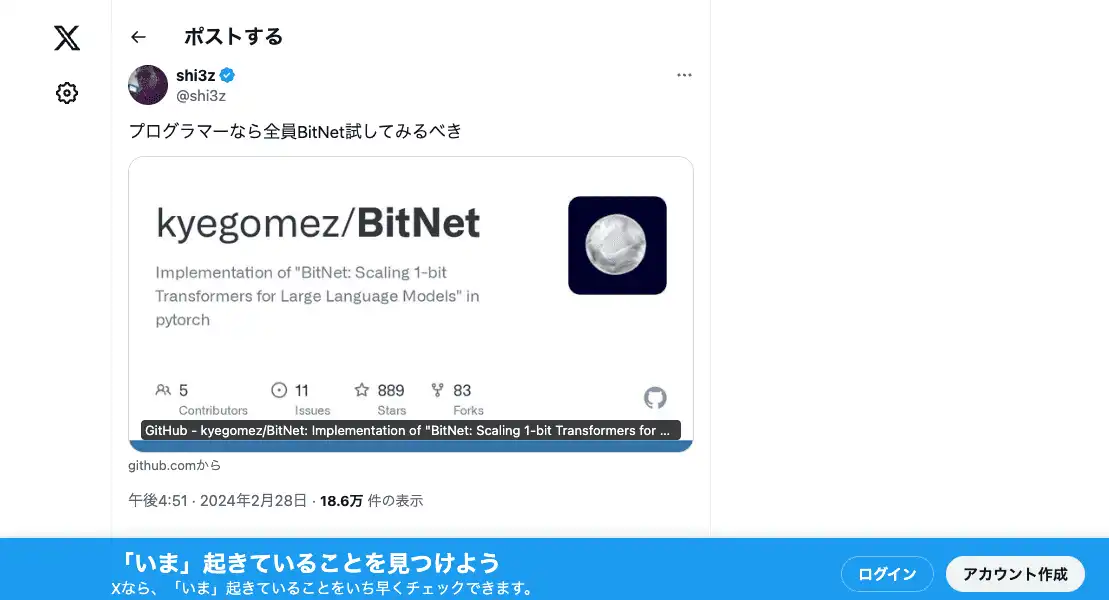 ポストする
shi3z
@shi3z
プログラマーなら全員BitNet試してみるべき
kyegomez/BitNet
Implementation of "BitNet: Scaling 1-bit
Transformers for Large Language Models" in
pytorch
5 11 889 83
Contributors Issues Stars Forks
GitHub - kyegomez/BitNet: Implementation of "BitNet: Scaling 1-bit Transformers for ...
github.comから
午後4:51 · 2024年2月28日 · 18.6万 件の表示
「いま」起きていることを見つけよう
Xなら、「いま」起きていることをいち早くチェックできます。
ログイン
アカウント作成